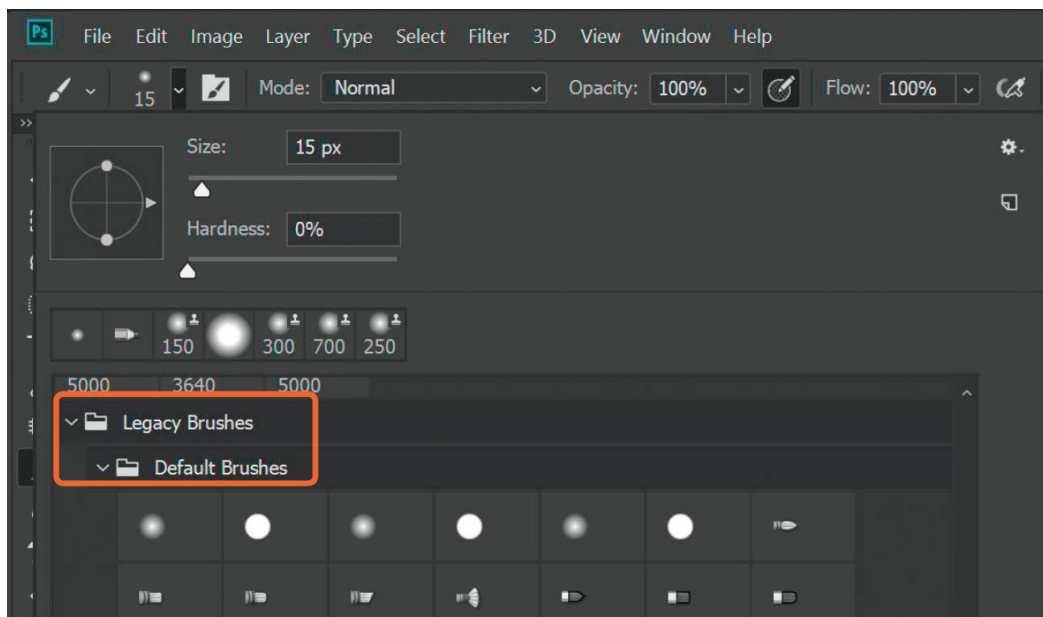 Ps File Edit Image Layer Type Select Filter 3D View Window Help
15 Mode: Normal Opacity: 100% Flow: 100%
Size: 15 px
Hardness: 0%
150 300 700 250
5000 3640 5000
Legacy Brushes
Default Brushes